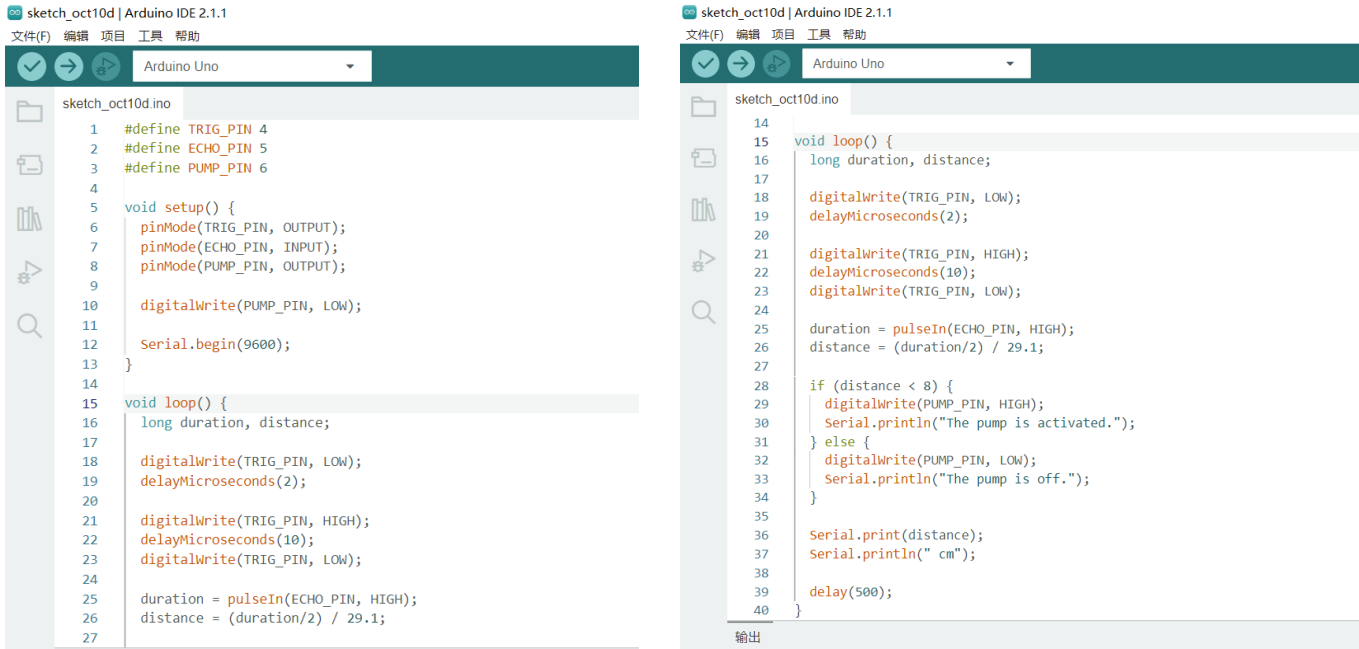 sketch_oct10d | Arduino IDE 2.1.1
文件(F) 编辑 项目 工具 帮助
Arduino Uno
sketch_oct10d.ino
1 #define TRIG_PIN 4
2 #define ECHO_PIN 5
3 #define PUMP_PIN 6
4
5 void setup() {
6 pinMode(TRIG_PIN, OUTPUT);
7 pinMode(ECHO_PIN, INPUT);
8 pinMode(PUMP_PIN, OUTPUT);
9
10 digitalWrite(PUMP_PIN, LOW);
11
12 Serial.begin(9600);
13 }
14
15 void loop() {
16 long duration, distance;
17
18 digitalWrite(TRIG_PIN, LOW);
19 delayMicroseconds(2);
20
21 digitalWrite(TRIG_PIN, HIGH);
22 delayMicroseconds(10);
23 digitalWrite(TRIG_PIN, LOW);
24
25 duration = pulseIn(ECHO_PIN, HIGH);
26 distance = (duration/2) / 29.1;
27
sketch_oct10d | Arduino IDE 2.1.1
文件(F) 编辑 项目 工具 帮助
Arduino Uno
sketch_oct10d.ino
14
15 void loop() {
16 long duration, distance;
17
18 digitalWrite(TRIG_PIN, LOW);
19 delayMicroseconds(2);
20
21 digitalWrite(TRIG_PIN, HIGH);
22 delayMicroseconds(10);
23 digitalWrite(TRIG_PIN, LOW);
24
25 duration = pulseIn(ECHO_PIN, HIGH);
26 distance = (duration/2) / 29.1;
27
28 if (distance < 8) {
29 digitalWrite(PUMP_PIN, HIGH);
30 Serial.println("The pump is activated.");
31 } else {
32 digitalWrite(PUMP_PIN, LOW);
33 Serial.println("The pump is off.");
34 }
35
36 Serial.print(distance);
37 Serial.println(" cm");
38
39 delay(500);
40 }
输出